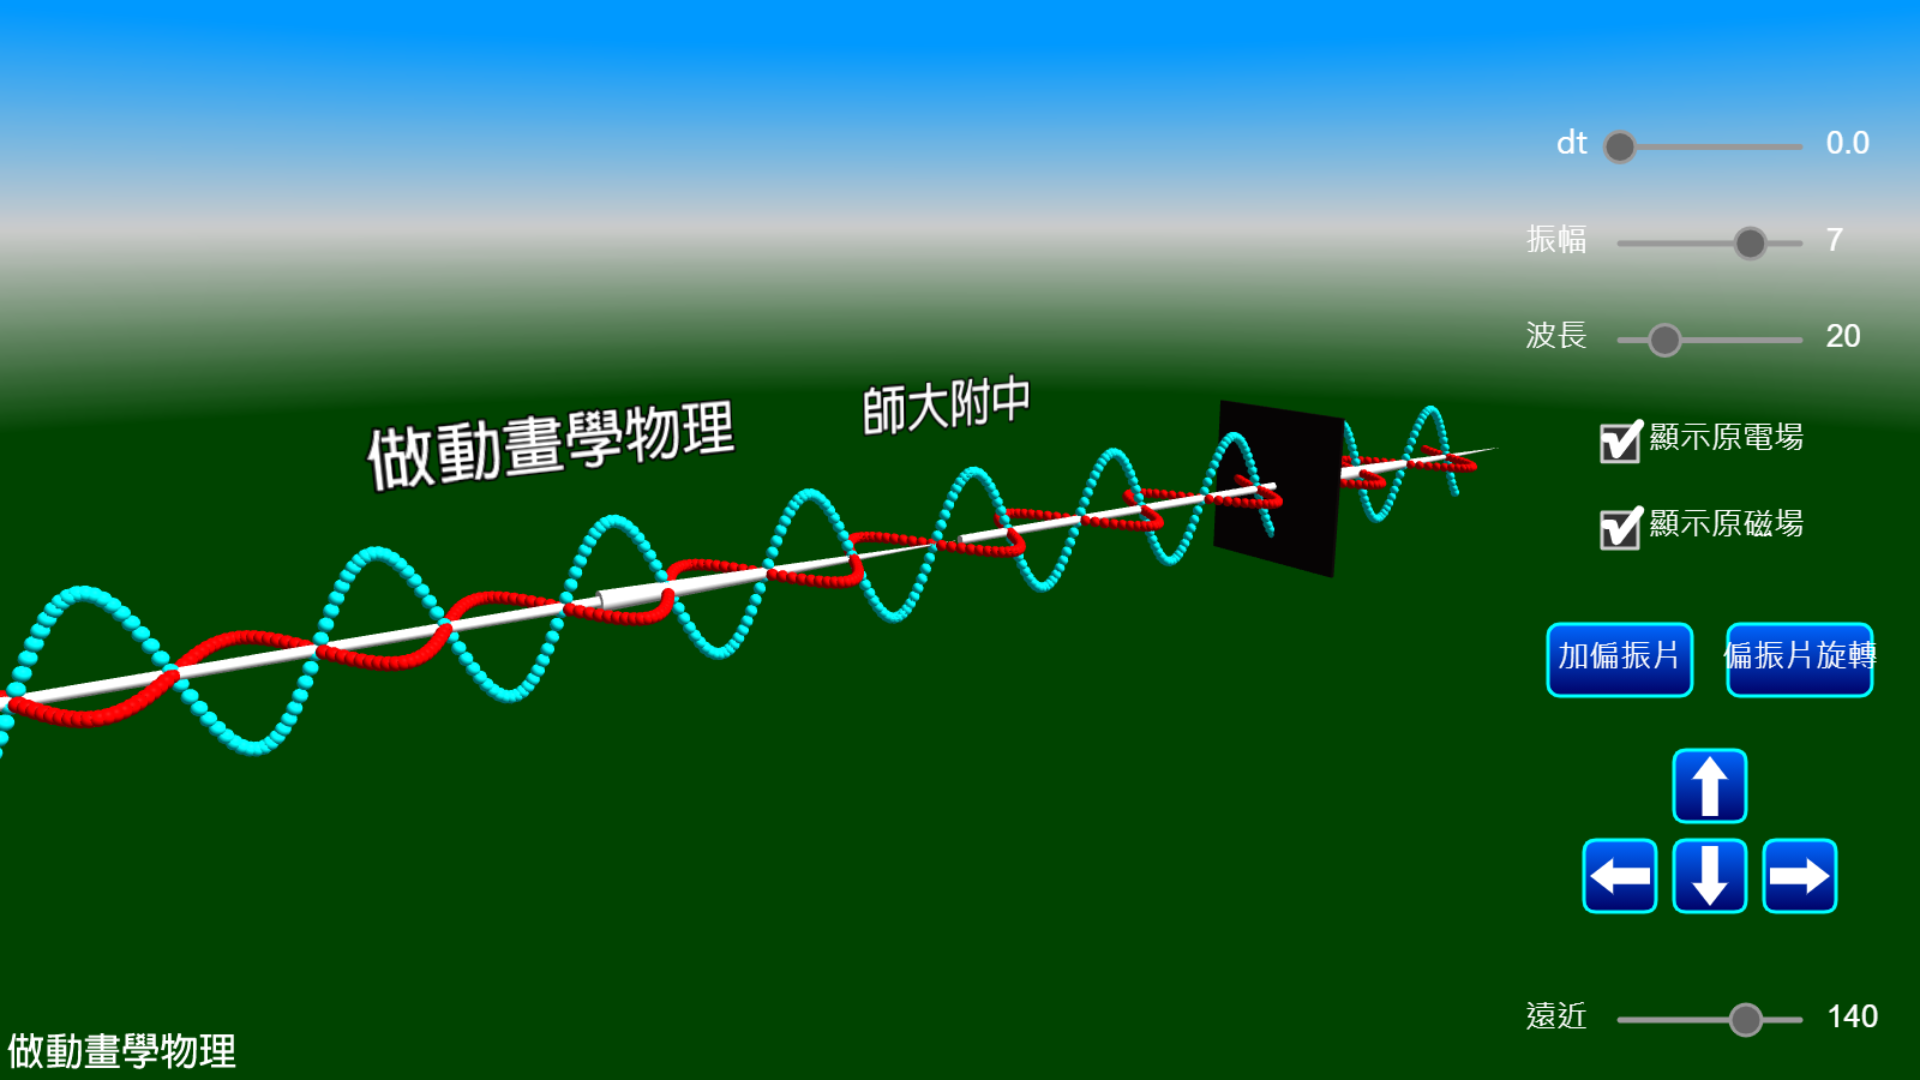 dt 0.0
振幅 7
波長 20
做動畫學物理
師大附中
顯示原電場
顯示原磁場
加偏振片 偏振片旋轉
遠近 140
做動畫學物理